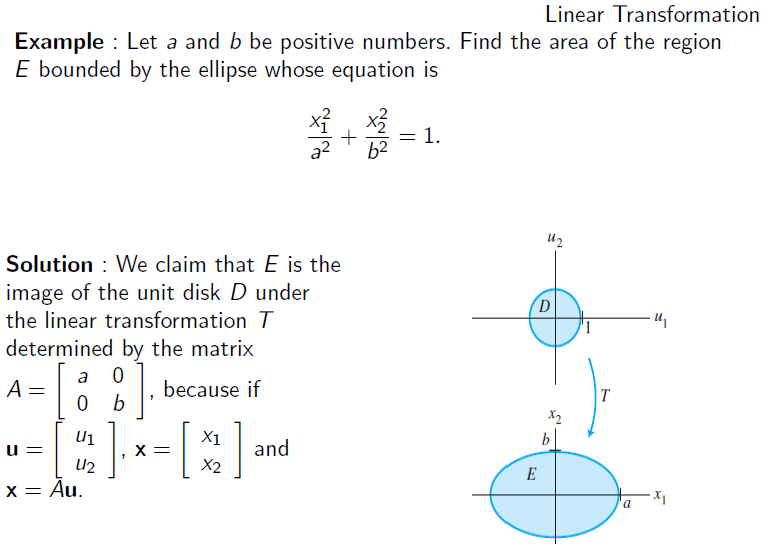 Linear Transformation
Example : Let a and b be positive numbers. Find the area of the region
E bounded by the ellipse whose equation is
x₁²/a² + x₂²/b² = 1.
Solution : We claim that E is the
image of the unit disk D under
the linear transformation T
determined by the matrix
A = [ a 0 ; 0 b ], because if
u = [ u₁ ; u₂ ], x = [ x₁ ; x₂ ] and
x = Au.
u₂
D
1
u₁
T
x₂
b
E
a
x₁